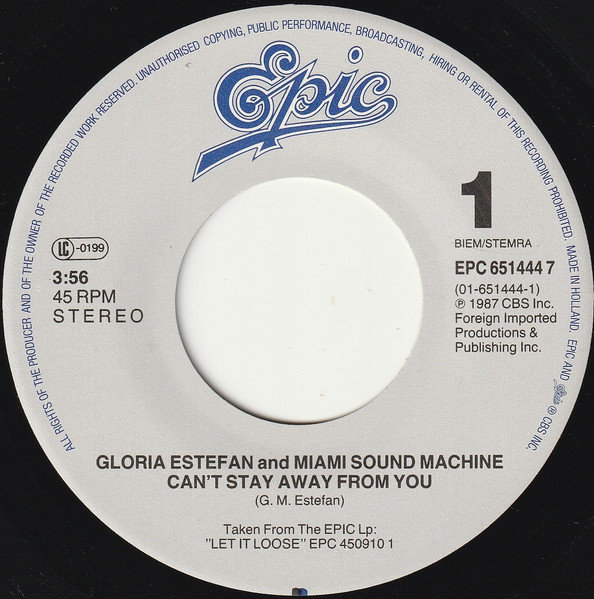 ALL RIGHTS OF THE PRODUCER AND OF THE OWNER OF THE RECORDED WORK RESERVED. UNAUTHORISED COPYING, PUBLIC PERFORMANCE, BROADCASTING, HIRING OR RENTAL OF THIS RECORDING PROHIBITED. MADE IN HOLLAND. EPIC AND Epic ® CBS INC.
Epic
1
BIEM/STEMRA
LC-0199
3:56
45 RPM
STEREO
EPC 651444 7
(01-651444-1)
℗ 1987 CBS Inc.
Foreign Imported
Productions &
Publishing Inc.
GLORIA ESTEFAN and MIAMI SOUND MACHINE
CAN'T STAY AWAY FROM YOU
(G. M. Estefan)
Taken From The EPIC Lp:
"LET IT LOOSE" EPC 450910 1